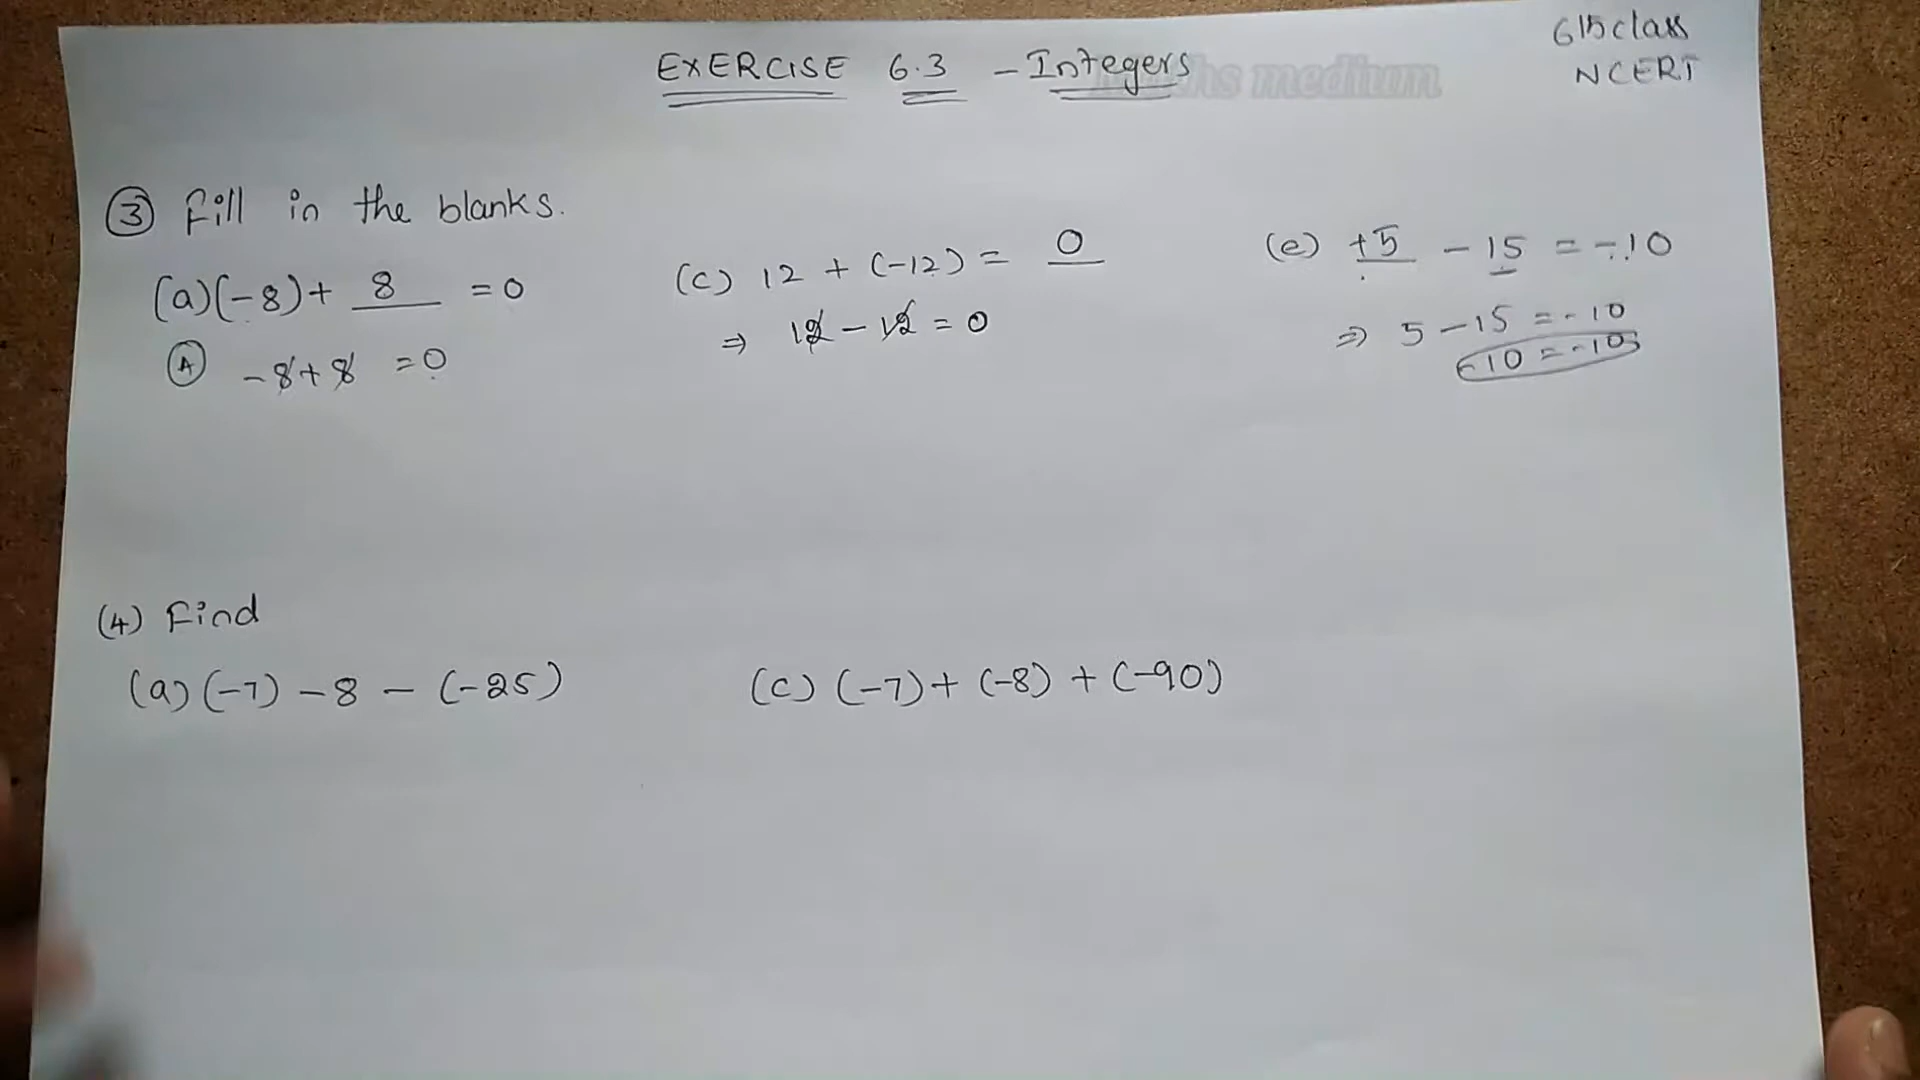 EXERCISE 6.3 - Integers
6th class
NCERT
③ Fill in the blanks.
(a) (-8) + 8 = 0
Ⓐ -8 + 8 = 0
(c) 12 + (-12) = 0
⇒ 12 - 12 = 0
(e) +5 - 15 = -10
⇒ 5 - 15 = -10
-10 = -10
(4) Find
(a) (-7) - 8 - (-25)
(c) (-7) + (-8) + (-90)